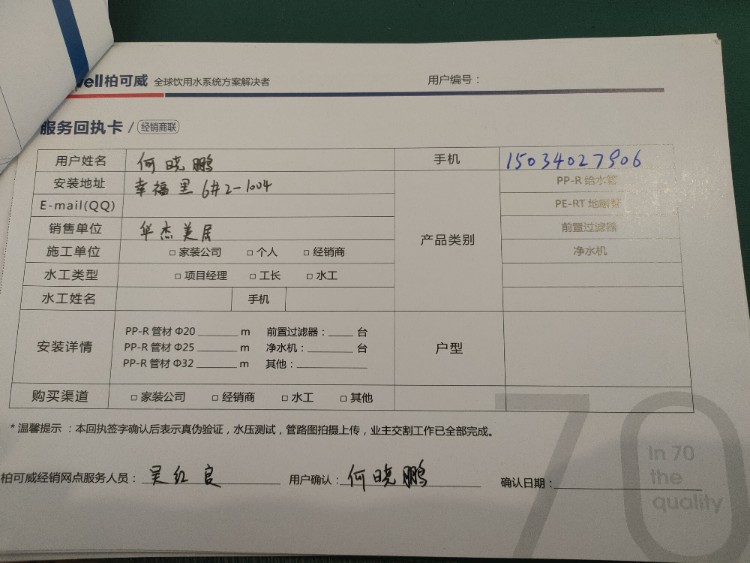 vell柏可威 全球饮用水系统方案解决者 用户编号：
服务回执卡 / 经销商联
用户姓名 何晓鹏 手机 15034027906
安装地址 幸福里 6#2-1004 PP-R 给水管
E-mail(QQ) PE-RT 地暖管
销售单位 华杰美居 产品类别 前置过滤器
施工单位 □ 家装公司 □ 个人 □ 经销商 净水机
水工类型 □ 项目经理 □ 工长 □ 水工
水工姓名 手机
安装详情 户型
PP-R 管材 Φ20 ______ m 前置过滤器：____ 台
PP-R 管材 Φ25 ______ m 净水机：____ 台
PP-R 管材 Φ32 ______ m 其他：________
购买渠道 □ 家装公司 □ 经销商 □ 水工 □ 其他
* 温馨提示 ：本回执签字确认后表示真伪验证，水压测试，管路图拍摄上传，业主交割工作已全部完成。
柏可威经销网点服务人员： 吴红良 用户确认： 何晓鹏 确认日期：
70
In 70
the
quality